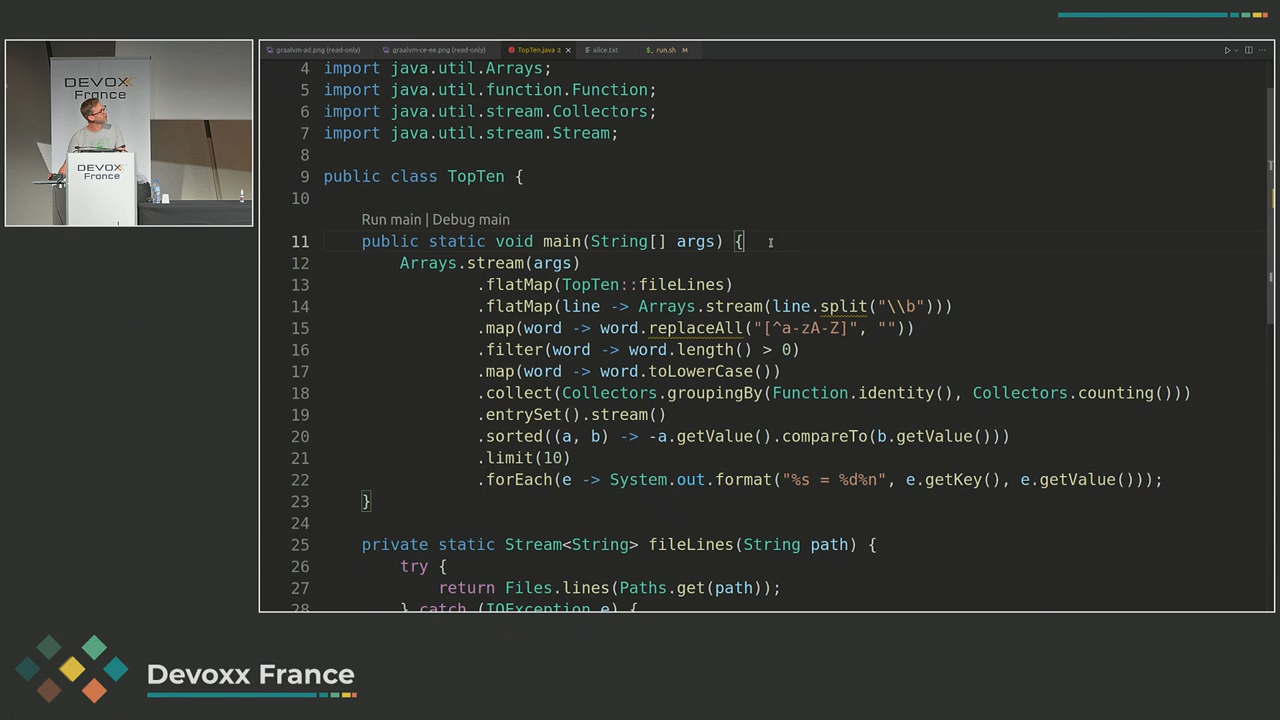 DEVOXX
France
DEVOXX
France
graalvm-ad.png (read-only) graalvm-ce-ee.png (read-only) TopTen.java 2 alice.txt run.sh M
4 import java.util.Arrays;
5 import java.util.function.Function;
6 import java.util.stream.Collectors;
7 import java.util.stream.Stream;
8
9 public class TopTen {
10
Run main | Debug main
11 public static void main(String[] args) {
12 Arrays.stream(args)
13 .flatMap(TopTen::fileLines)
14 .flatMap(line -> Arrays.stream(line.split("\\b")))
15 .map(word -> word.replaceAll("[^a-zA-Z]", ""))
16 .filter(word -> word.length() > 0)
17 .map(word -> word.toLowerCase())
18 .collect(Collectors.groupingBy(Function.identity(), Collectors.counting()))
19 .entrySet().stream()
20 .sorted((a, b) -> -a.getValue().compareTo(b.getValue()))
21 .limit(10)
22 .forEach(e -> System.out.format("%s = %d%n", e.getKey(), e.getValue()));
23 }
24
25 private static Stream<String> fileLines(String path) {
26 try {
27 return Files.lines(Paths.get(path));
28 } catch (IOException e) {
Devoxx France